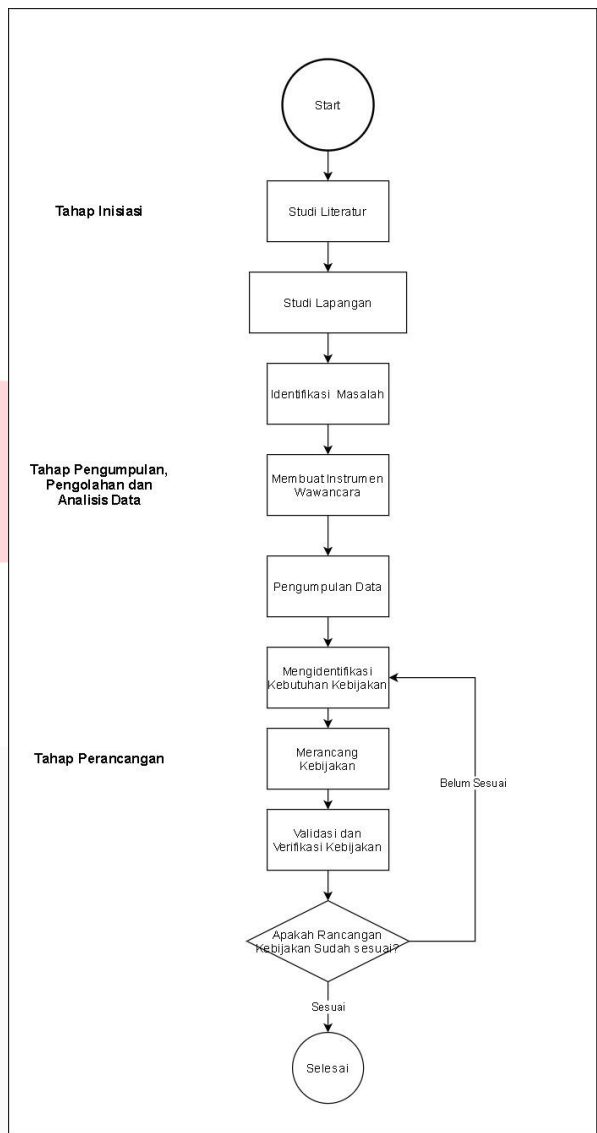 Start
Tahap Inisiasi
Studi Literatur
Studi Lapangan
Identifikasi Masalah
Tahap Pengumpulan,
Pengolahan dan
Analisis Data
Membuat Instrumen
Wawancara
Pengumpulan Data
Mengidentifikasi
Kebutuhan Kebijakan
Tahap Perancangan
Merancang
Kebijakan
Belum Sesuai
Validasi dan
Verifikasi Kebijakan
Apakah Rancangan
Kebijakan Sudah sesuai?
Sesuai
Selesai